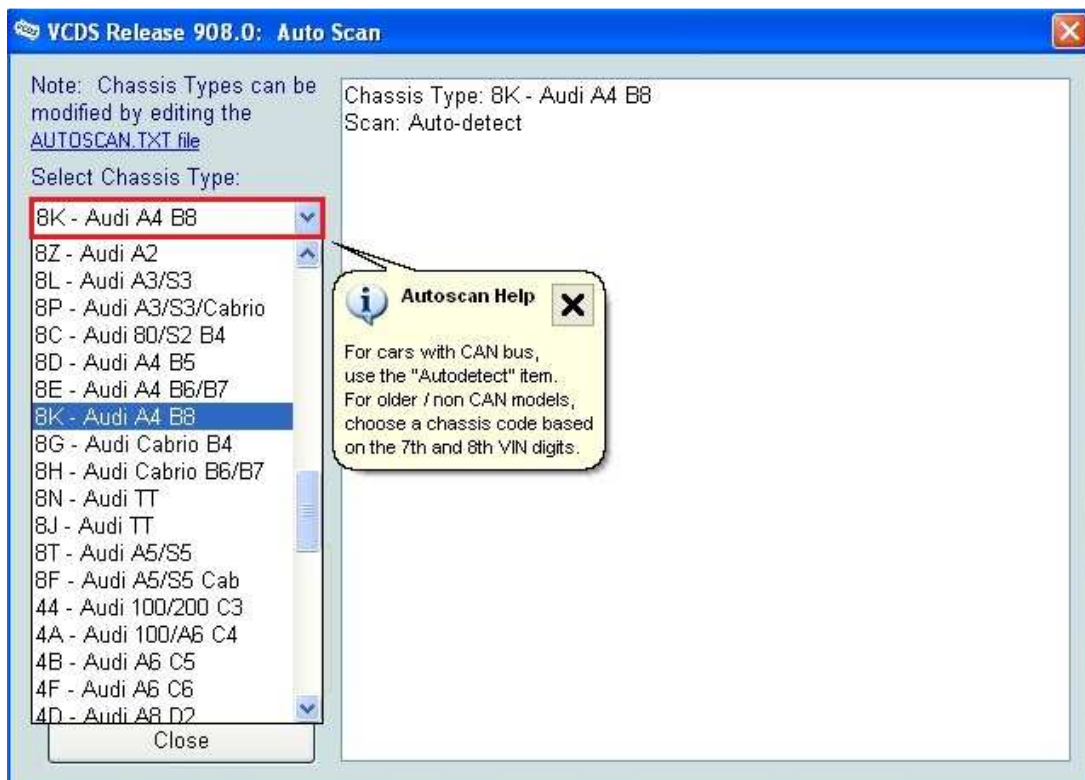 VCDS Release 908.0: Auto Scan
Note: Chassis Types can be
modified by editing the
AUTOSCAN.TXT file
Select Chassis Type:
8K - Audi A4 B8
8Z - Audi A2
8L - Audi A3/S3
8P - Audi A3/S3/Cabrio
8C - Audi 80/S2 B4
8D - Audi A4 B5
8E - Audi A4 B6/B7
8K - Audi A4 B8
8G - Audi Cabrio B4
8H - Audi Cabrio B6/B7
8N - Audi TT
8J - Audi TT
8T - Audi A5/S5
8F - Audi A5/S5 Cab
44 - Audi 100/200 C3
4A - Audi 100/A6 C4
4B - Audi A6 C5
4F - Audi A6 C6
4D - Audi A8 D2
Close
Chassis Type: 8K - Audi A4 B8
Scan: Auto-detect
Autoscan Help
For cars with CAN bus,
use the "Autodetect" item.
For older / non CAN models,
choose a chassis code based
on the 7th and 8th VIN digits.